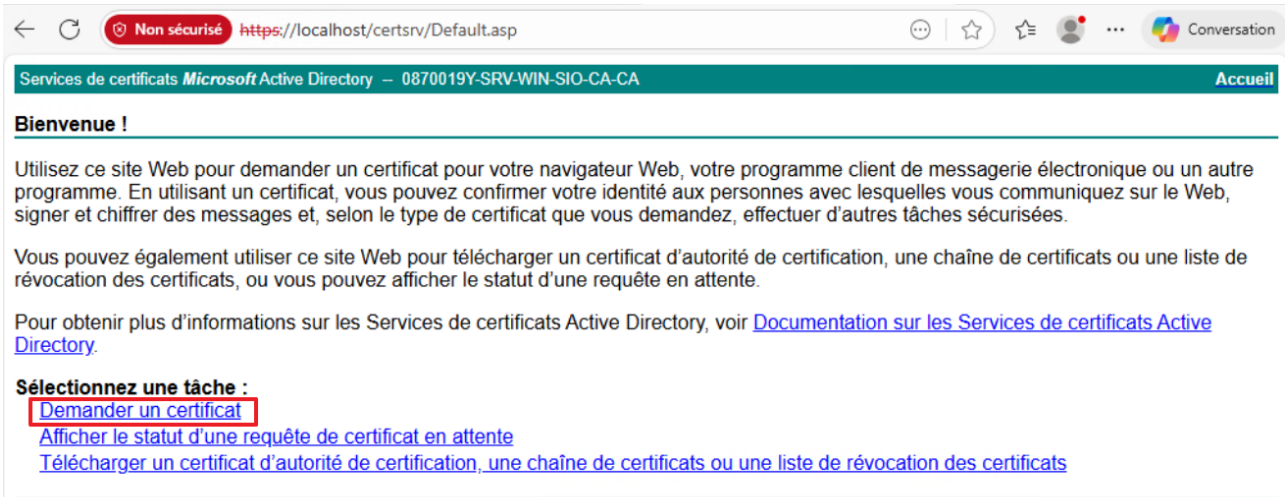 Non sécurisé https://localhost/certsrv/Default.asp Conversation
Services de certificats Microsoft Active Directory -- 0870019Y-SRV-WIN-SIO-CA-CA Accueil
Bienvenue !
Utilisez ce site Web pour demander un certificat pour votre navigateur Web, votre programme client de messagerie électronique ou un autre
programme. En utilisant un certificat, vous pouvez confirmer votre identité aux personnes avec lesquelles vous communiquez sur le Web,
signer et chiffrer des messages et, selon le type de certificat que vous demandez, effectuer d’autres tâches sécurisées.
Vous pouvez également utiliser ce site Web pour télécharger un certificat d’autorité de certification, une chaîne de certificats ou une liste de
révocation des certificats, ou vous pouvez afficher le statut d’une requête en attente.
Pour obtenir plus d’informations sur les Services de certificats Active Directory, voir Documentation sur les Services de certificats Active
Directory.
Sélectionnez une tâche :
Demander un certificat
Afficher le statut d’une requête de certificat en attente
Télécharger un certificat d’autorité de certification, une chaîne de certificats ou une liste de révocation des certificats